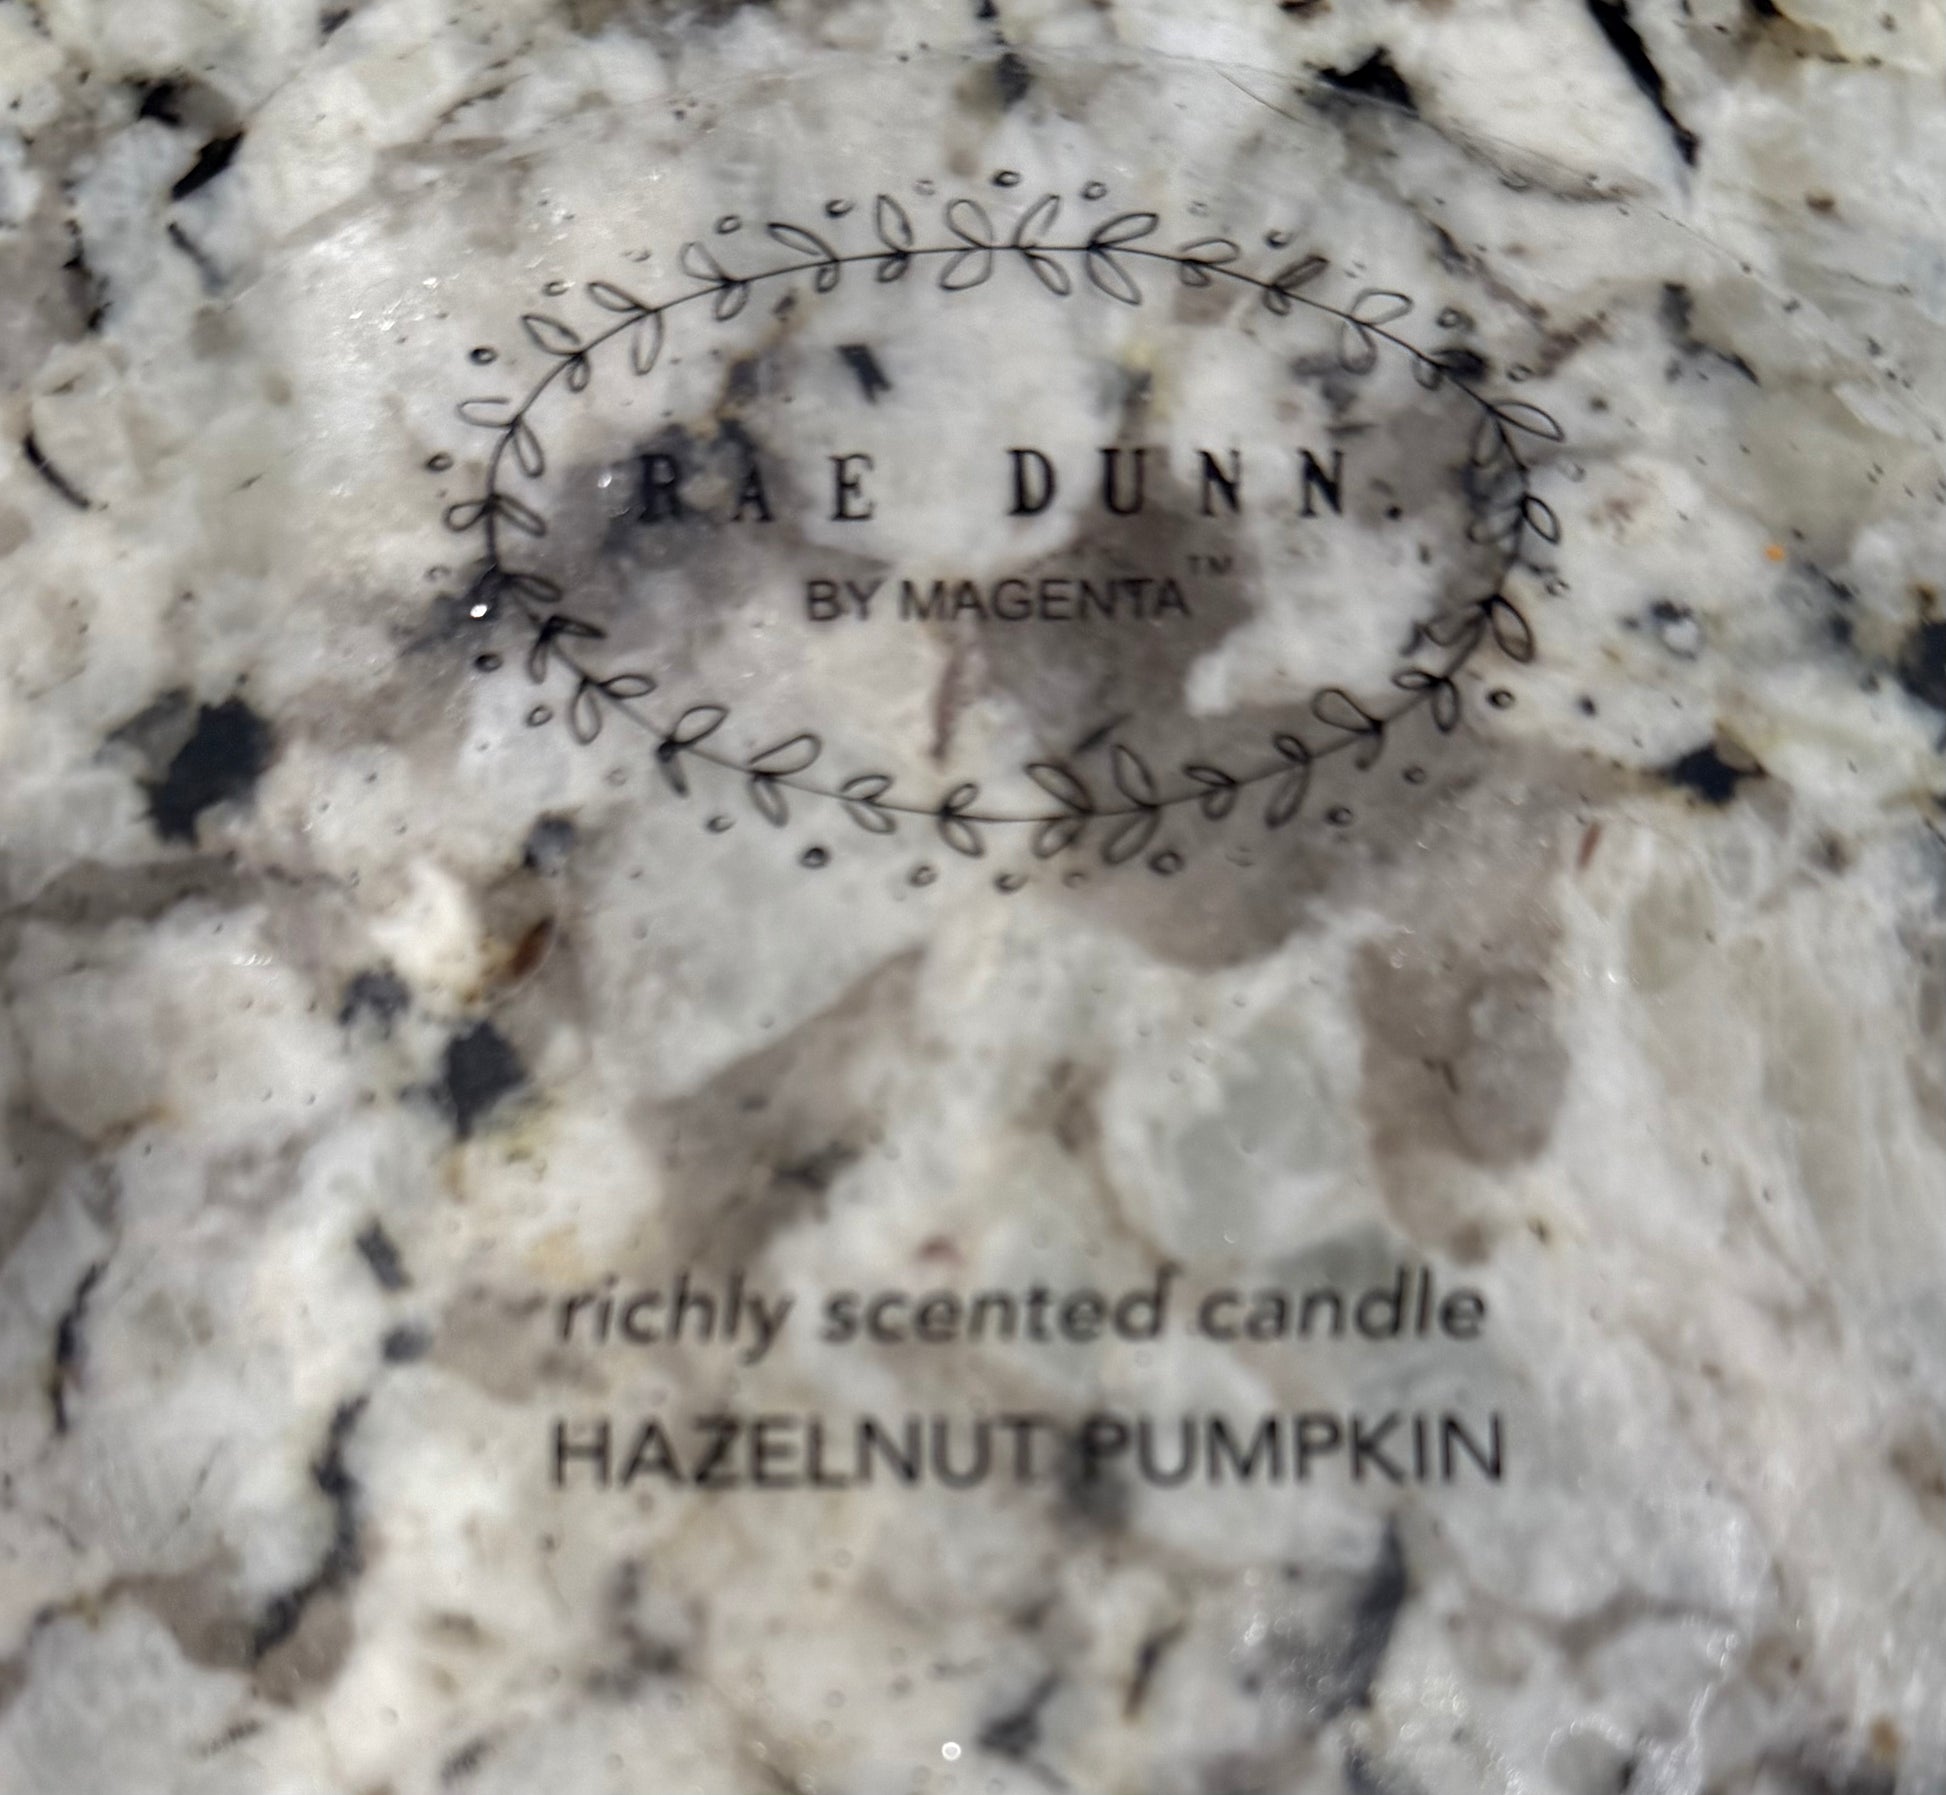 RAE DUNN.
BY MAGENTA™
richly scented candle
HAZELNUT PUMPKIN